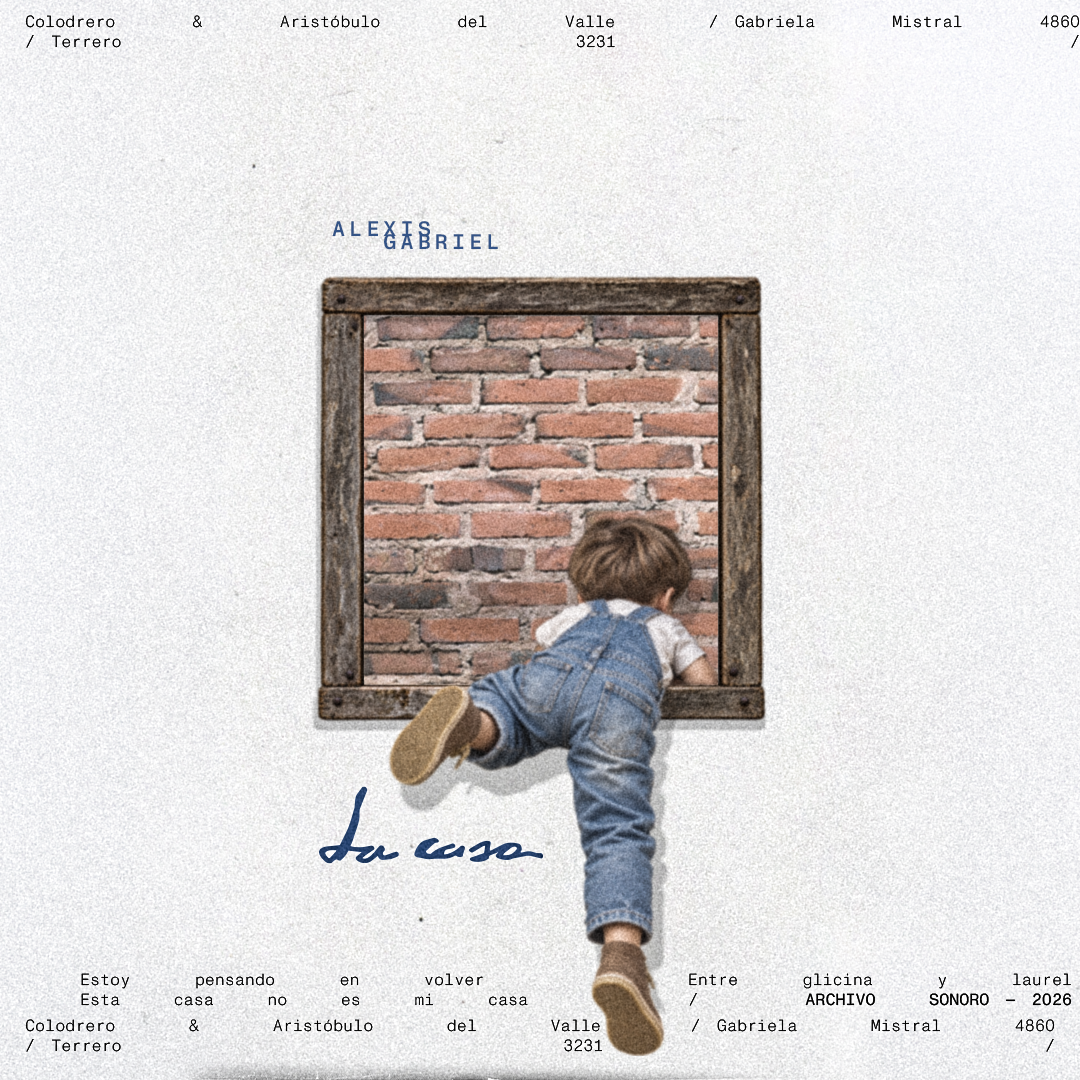 Colodrero & Aristóbulo del Valle / Gabriela Mistral 4860
/ Terrero 3231 /
ALEXIS
GABRIEL
La casa
Estoy pensando en volver Entre glicina y laurel
Esta casa no es mi casa / ARCHIVO SONORO – 2026
Colodrero & Aristóbulo del Valle / Gabriela Mistral 4860
/ Terrero 3231 /